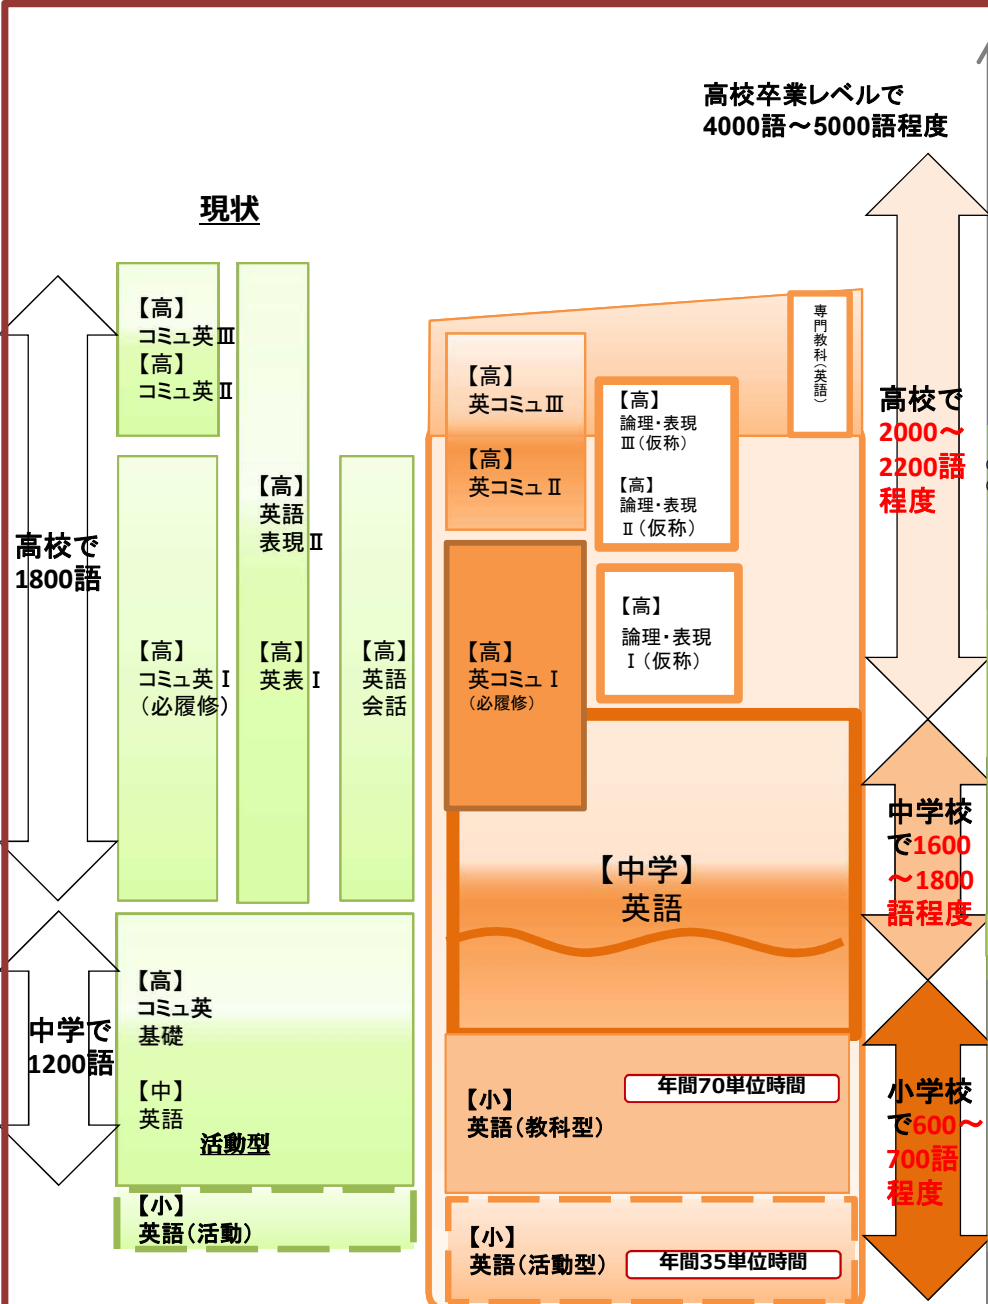 高校卒業レベルで
4000語～5000語程度
現状
【高】
コミュ英Ⅲ
【高】
コミュ英Ⅱ
【高】
英語
表現Ⅱ
高校で
1800語
【高】
コミュ英Ⅰ
（必履修）
【高】
英表Ⅰ
【高】
英語
会話
中学で
1200語
【高】
コミュ英
基礎
【中】
英語
活動型
【小】
英語（活動）
【高】
英コミュⅢ
【高】
英コミュⅡ
【高】
論理・表現
Ⅲ（仮称）
【高】
論理・表現
Ⅱ（仮称）
専門教科（英語）
【高】
英コミュⅠ
（必履修）
【高】
論理・表現
Ⅰ（仮称）
【中学】
英語
【小】
英語（教科型）
年間70単位時間
【小】
英語（活動型）
年間35単位時間
高校で
2000～
2200語
程度
中学校
で1600
～1800
語程度
小学校
で600～
700語
程度